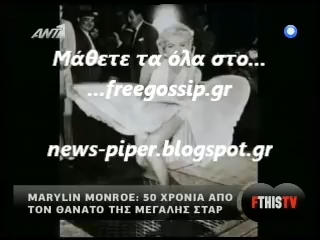 ΑΝΤ1
Μάθετε τα όλα στο...
...freegossip.gr
news-piper.blogspot.gr
MARYLIN MONROE: 50 ΧΡΟΝΙΑ ΑΠΟ
ΤΟΝ ΘΑΝΑΤΟ ΤΗΣ ΜΕΓΑΛΗΣ ΣΤΑΡ
FTHISTV